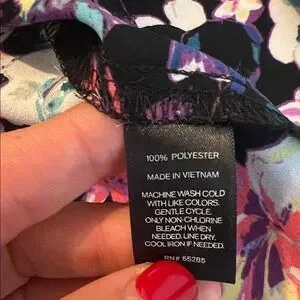 100% POLYESTER
MADE IN VIETNAM
MACHINE WASH COLD
WITH LIKE COLORS.
GENTLE CYCLE.
ONLY NON-CHLORINE
BLEACH WHEN
NEEDED. LINE DRY.
COOL IRON IF NEEDED.
RN# 55285